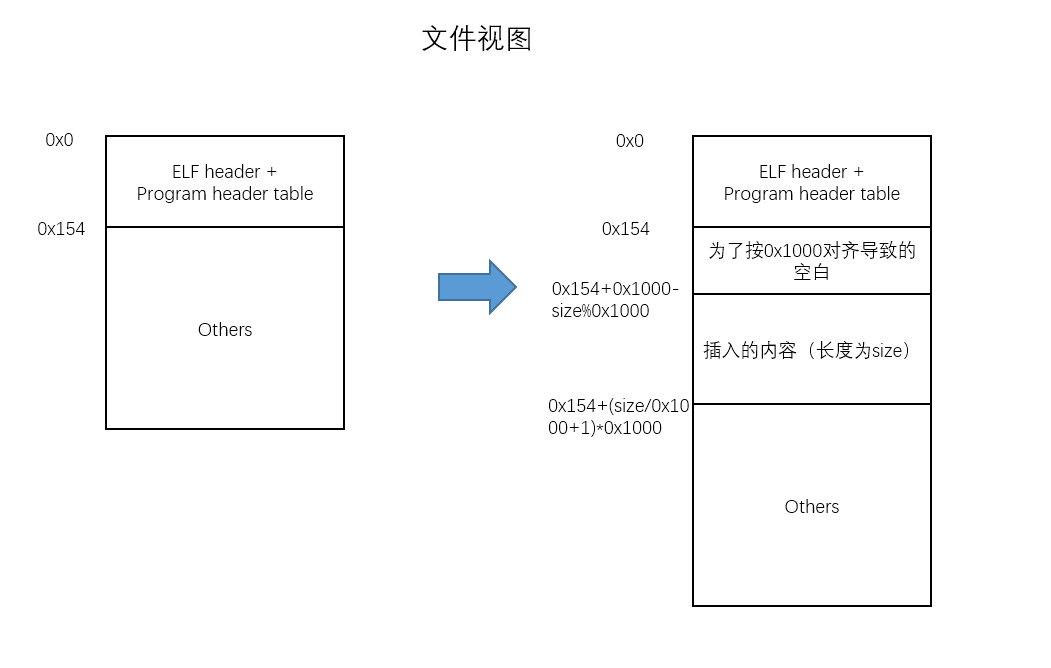 文件视图
0x0
ELF header +
Program header table
0x154
Others
0x0
ELF header +
Program header table
0x154
为了按0x1000对齐导致的
空白
0x154+0x1000-
size%0x1000
插入的内容（长度为size）
0x154+(size/0x10
00+1)*0x1000
Others